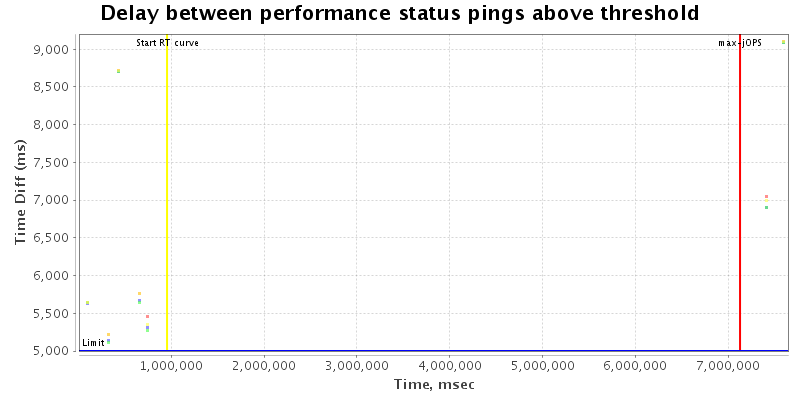 Delay between performance status pings above threshold
Start RT curve
max-jOPS
Time Diff (ms)
9,000
8,500
8,000
7,500
7,000
6,500
6,000
5,500
5,000
Limit
1,000,000 2,000,000 3,000,000 4,000,000 5,000,000 6,000,000 7,000,000
Time, msec